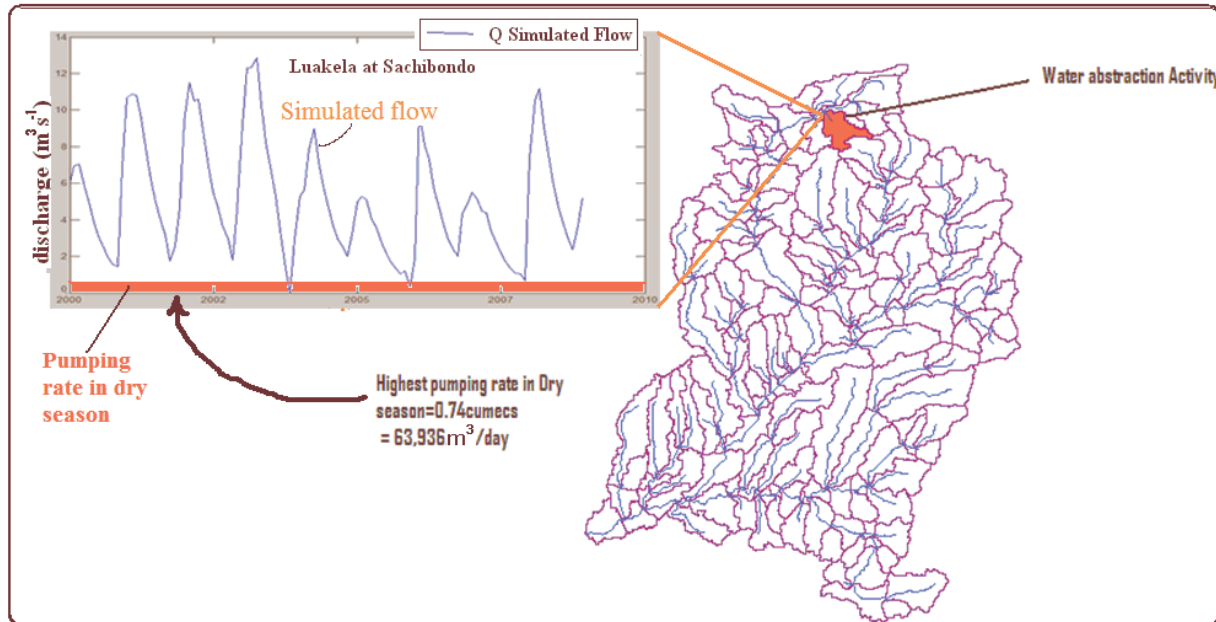 Q Simulated Flow
Luakela at Sachibondo
Simulated flow
discharge (m³s⁻¹)
14
12
10
8
6
4
2
0
2000
2002
2005
2007
2010
Water abstraction Activity
Pumping
rate in dry
season
Highest pumping rate in Dry
season=0.74cumecs
= 63,936m³/day